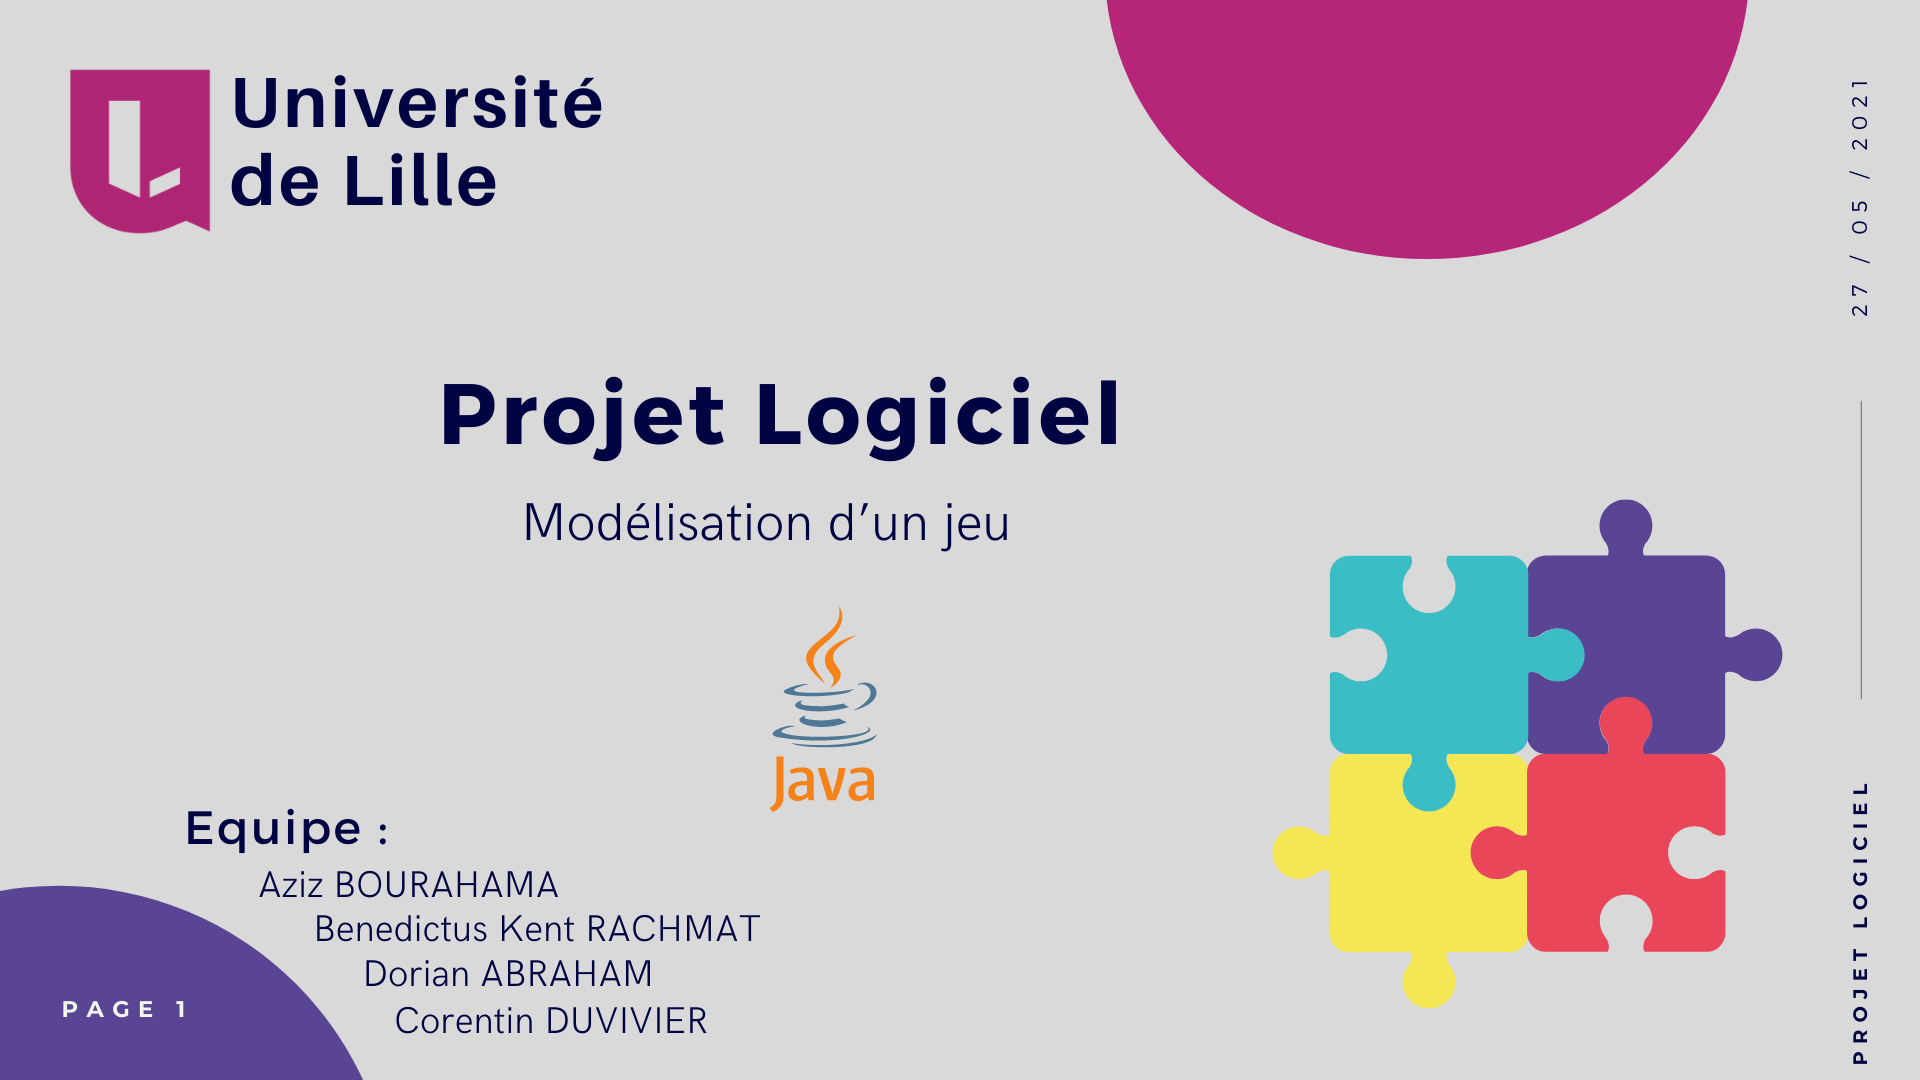 Université
de Lille
27 / 05 / 2021
Projet Logiciel
Modélisation d’un jeu
Java
Equipe :
Aziz BOURAHAMA
Benedictus Kent RACHMAT
Dorian ABRAHAM
Corentin DUVIVIER
PAGE 1
PROJET LOGICIEL